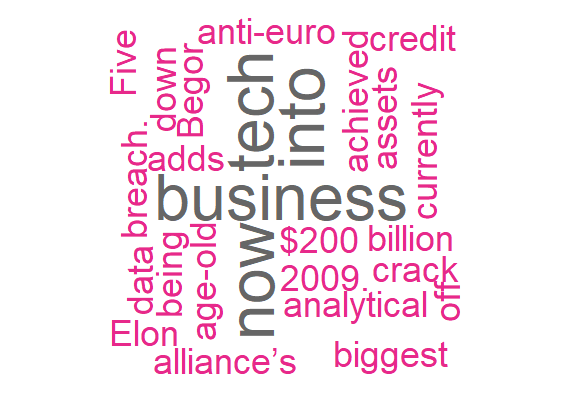 anti-euro
credit
Five
down
Begor
tech
into
achieved
assets
currently
breach.
adds
business
data
being
age-old
now
$200
billion
2009.
crack
analytical
off-
Elon
alliance’s
biggest